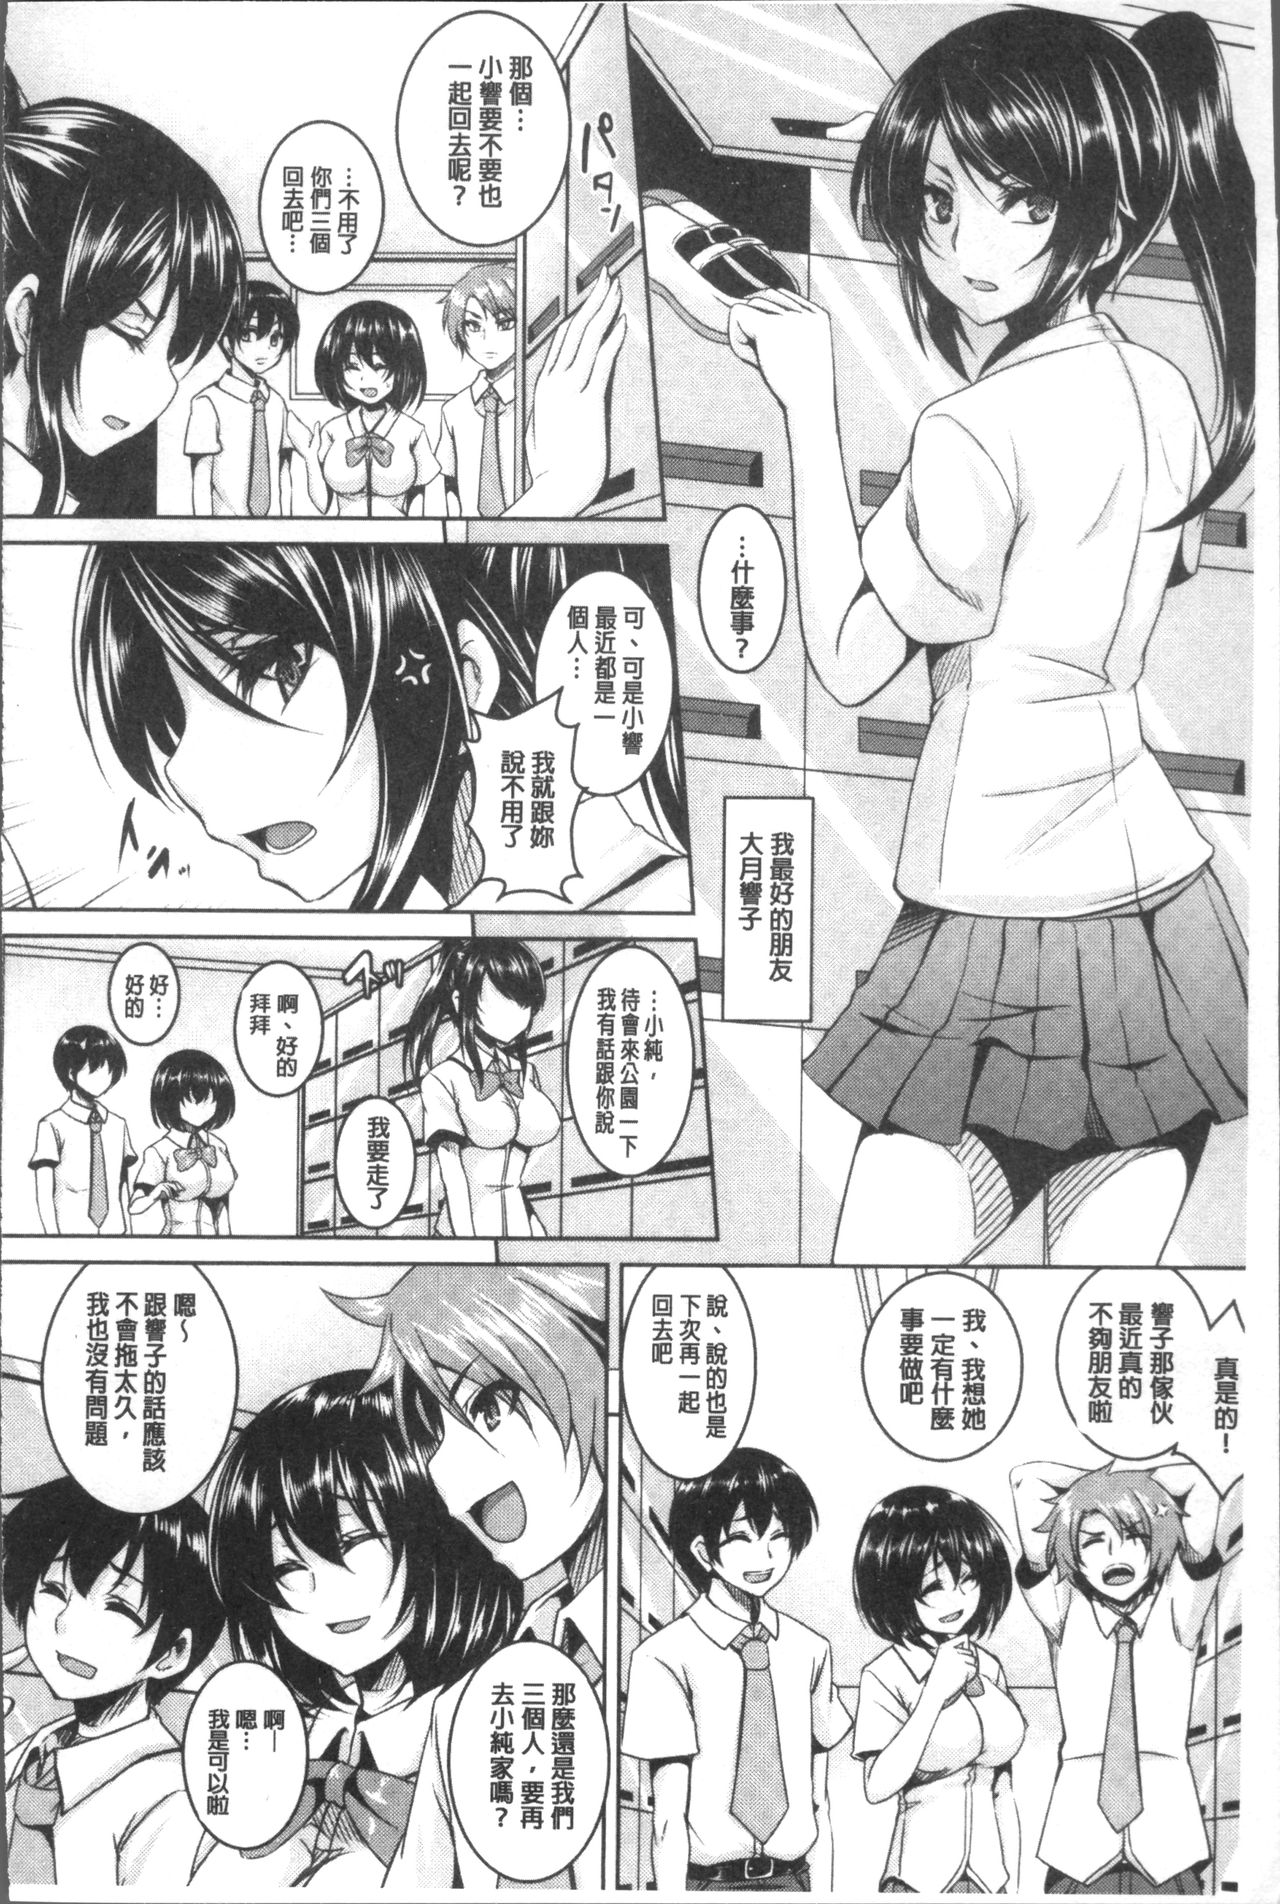 …什麼事？
我最好的朋友
大月響子
パタン
那個…
小響要不要也
一起回去呢？
…不用了
你們三個
回去吧…
可、可是小響
最近都是一
個人…
我就跟妳
說不用了
…小純，
待會來公園一下
我有話跟你說
我要走了
啊、好的
拜拜
好…
好的
真是的！
響子那傢伙
最近真的
不夠朋友啦
我、我想她
一定有什麼
事要做吧
說、說的也是
下次再一起
回去吧
那麼還是我們
三個人，要再
去小純家嗎？
嗯～
跟響子的話應該
不會拖太久，
我也沒有問題
啊—
嗯…
我是可以啦